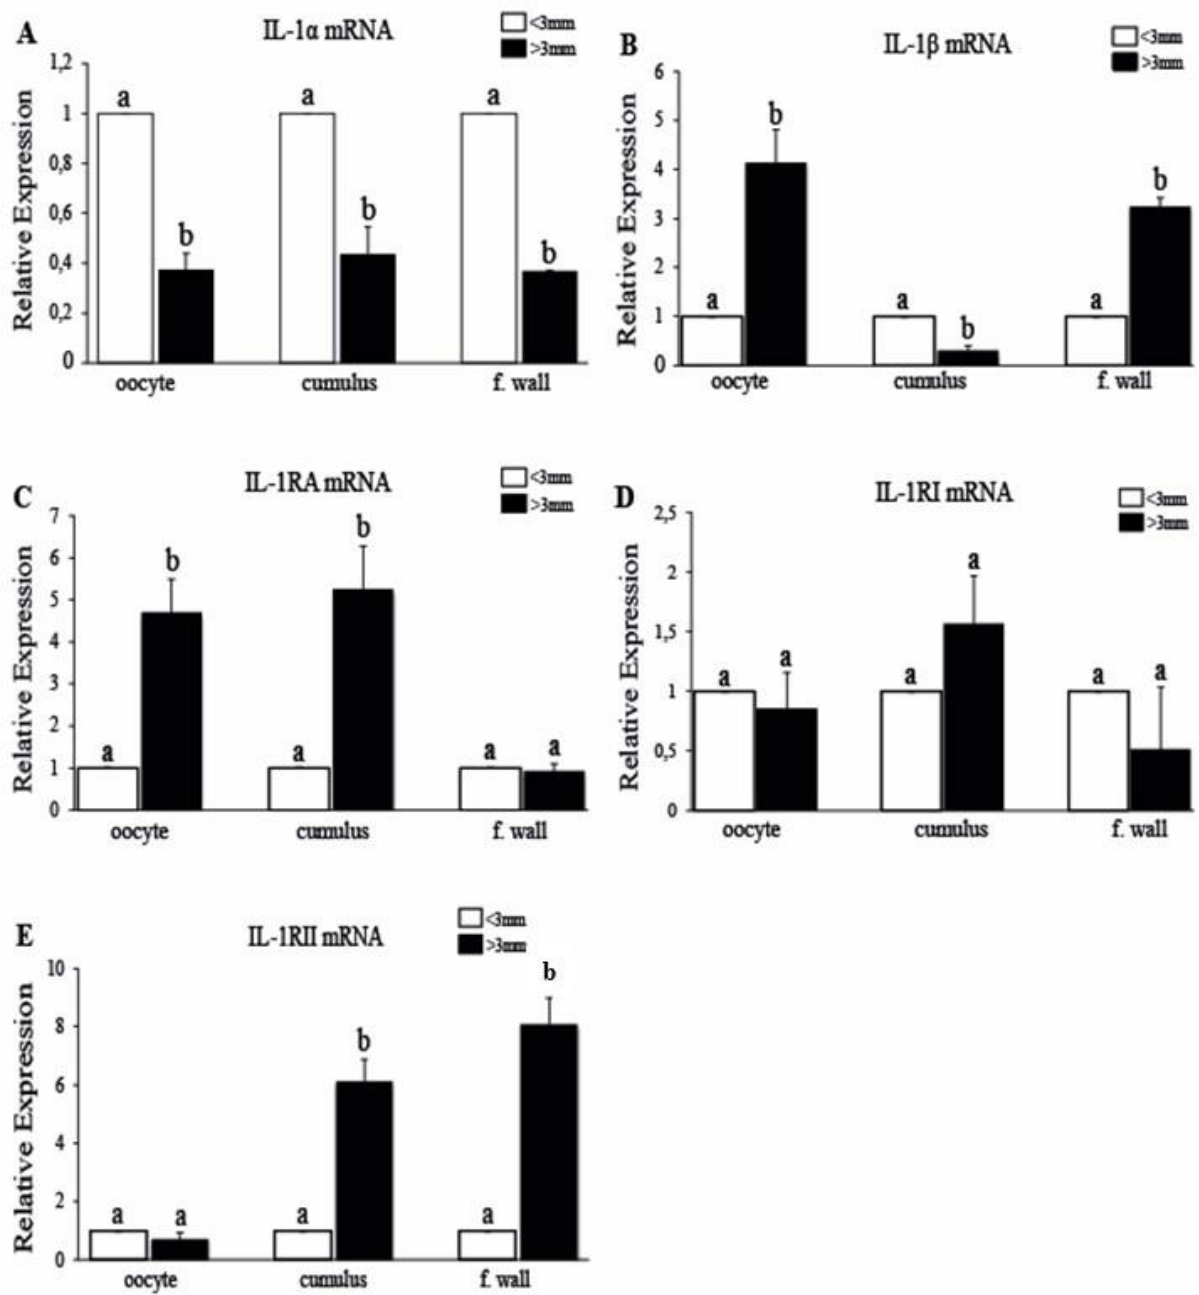 A
IL-1α mRNA
<3mm
>3mm
Relative Expression
1,2
1
0,8
0,6
0,4
0,2
0
a
b
a
b
a
b
oocyte
cumulus
f. wall
B
IL-1β mRNA
<3mm
>3mm
Relative Expression
6
5
4
3
2
1
0
a
b
a
b
a
b
oocyte
cumulus
f. wall
C
IL-1RA mRNA
<3mm
>3mm
Relative Expression
7
6
5
4
3
2
1
0
a
b
a
b
a
a
oocyte
cumulus
f. wall
D
IL-1RI mRNA
<3mm
>3mm
Relative Expression
2,5
2
1,5
1
0,5
0
a
a
a
a
a
a
oocyte
cumulus
f. wall
E
IL-1RII mRNA
<3mm
>3mm
Relative Expression
10
8
6
4
2
0
a
a
a
b
a
b
oocyte
cumulus
f. wall